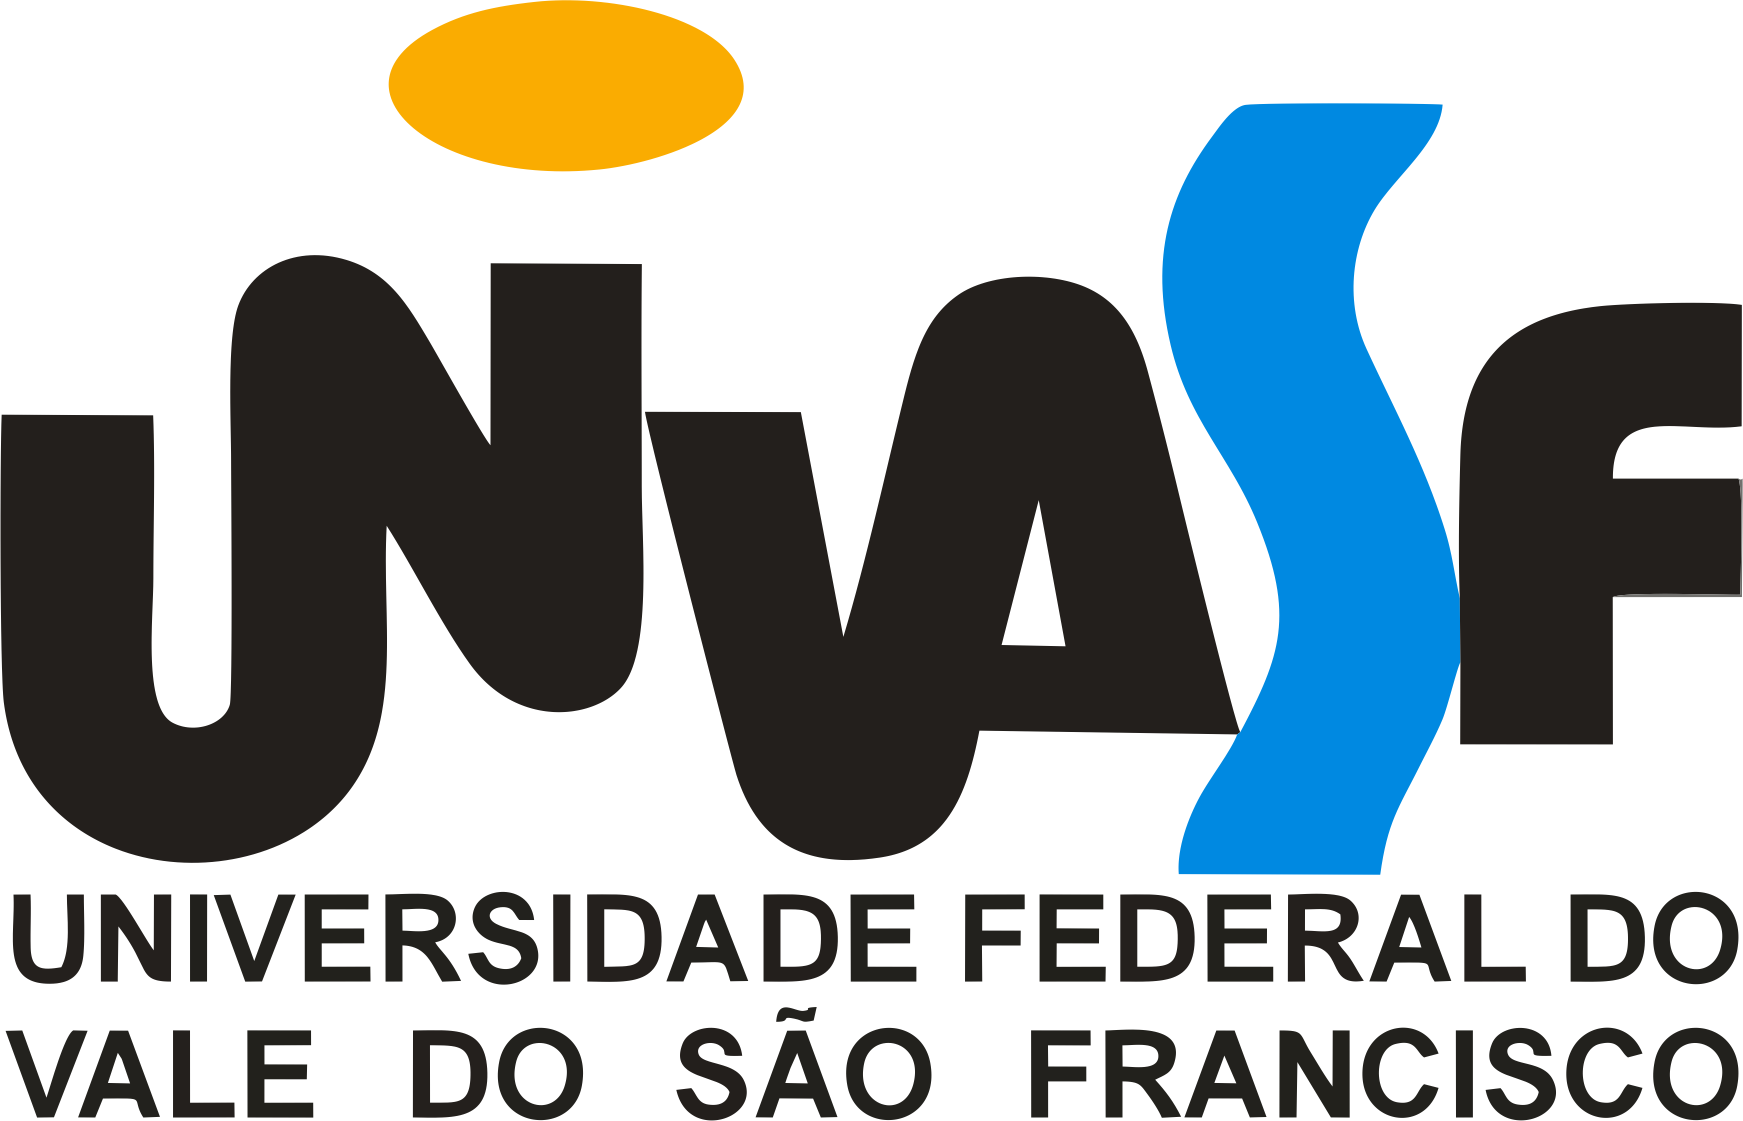 UNIVASF
UNIVERSIDADE FEDERAL DO
VALE DO SÃO FRANCISCO